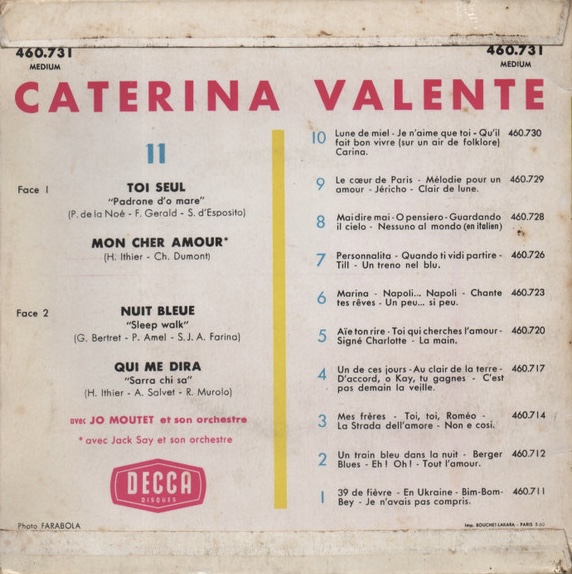 460.731
MEDIUM
460.731
MEDIUM
CATERINA VALENTE
11
Face 1
TOI SEUL
"Padrone d'o mare"
(P. de la Noé - F. Gerald - S. d'Esposito)
MON CHER AMOUR*
(H. Ithier - Ch. Dumont)
Face 2
NUIT BLEUE
"Sleep walk"
(G. Bertret - P. Amel - S.J.A. Farina)
QUI ME DIRA
"Sarra chi sa"
(H. Ithier - A. Salvet - R. Murolo)
avec JO MOUTET et son orchestre
* avec Jack Say et son orchestre
DECCA
DISQUES
Photo FARABOLA
10 Lune de miel - Je n'aime que toi - Qu'il 460.730
fait bon vivre (sur un air de folklore)
Carina.
9 Le cœur de Paris - Mélodie pour un 460.729
amour - Jéricho - Clair de lune.
8 Mai dire mai - O pensiero - Guardando 460.728
il cielo - Nessuno al mondo (en italien)
7 Personnalita - Quando ti vidi partire - 460.726
Till - Un treno nel blu.
6 Marina - Napoli... Napoli - Chante 460.723
tes rêves - Un peu... si peu.
5 Aïe ton rire - Toi qui cherches l'amour - 460.720
Signé Charlotte - La main.
4 Un de ces jours - Au clair de la terre - 460.717
D'accord, o Kay, tu gagnes - C'est
pas demain la veille.
3 Mes frères - Toi, toi, Roméo - 460.714
La Strada dell'amore - Non e cosi.
2 Un train bleu dans la nuit - Berger 460.712
Blues - Eh ! Oh ! - Tout l'amour.
1 39 de fièvre - En Ukraine - Bim-Bom- 460.711
Bey - Je n'avais pas compris.
Imp. BOUCHET-LAKARA - PARIS 5.60